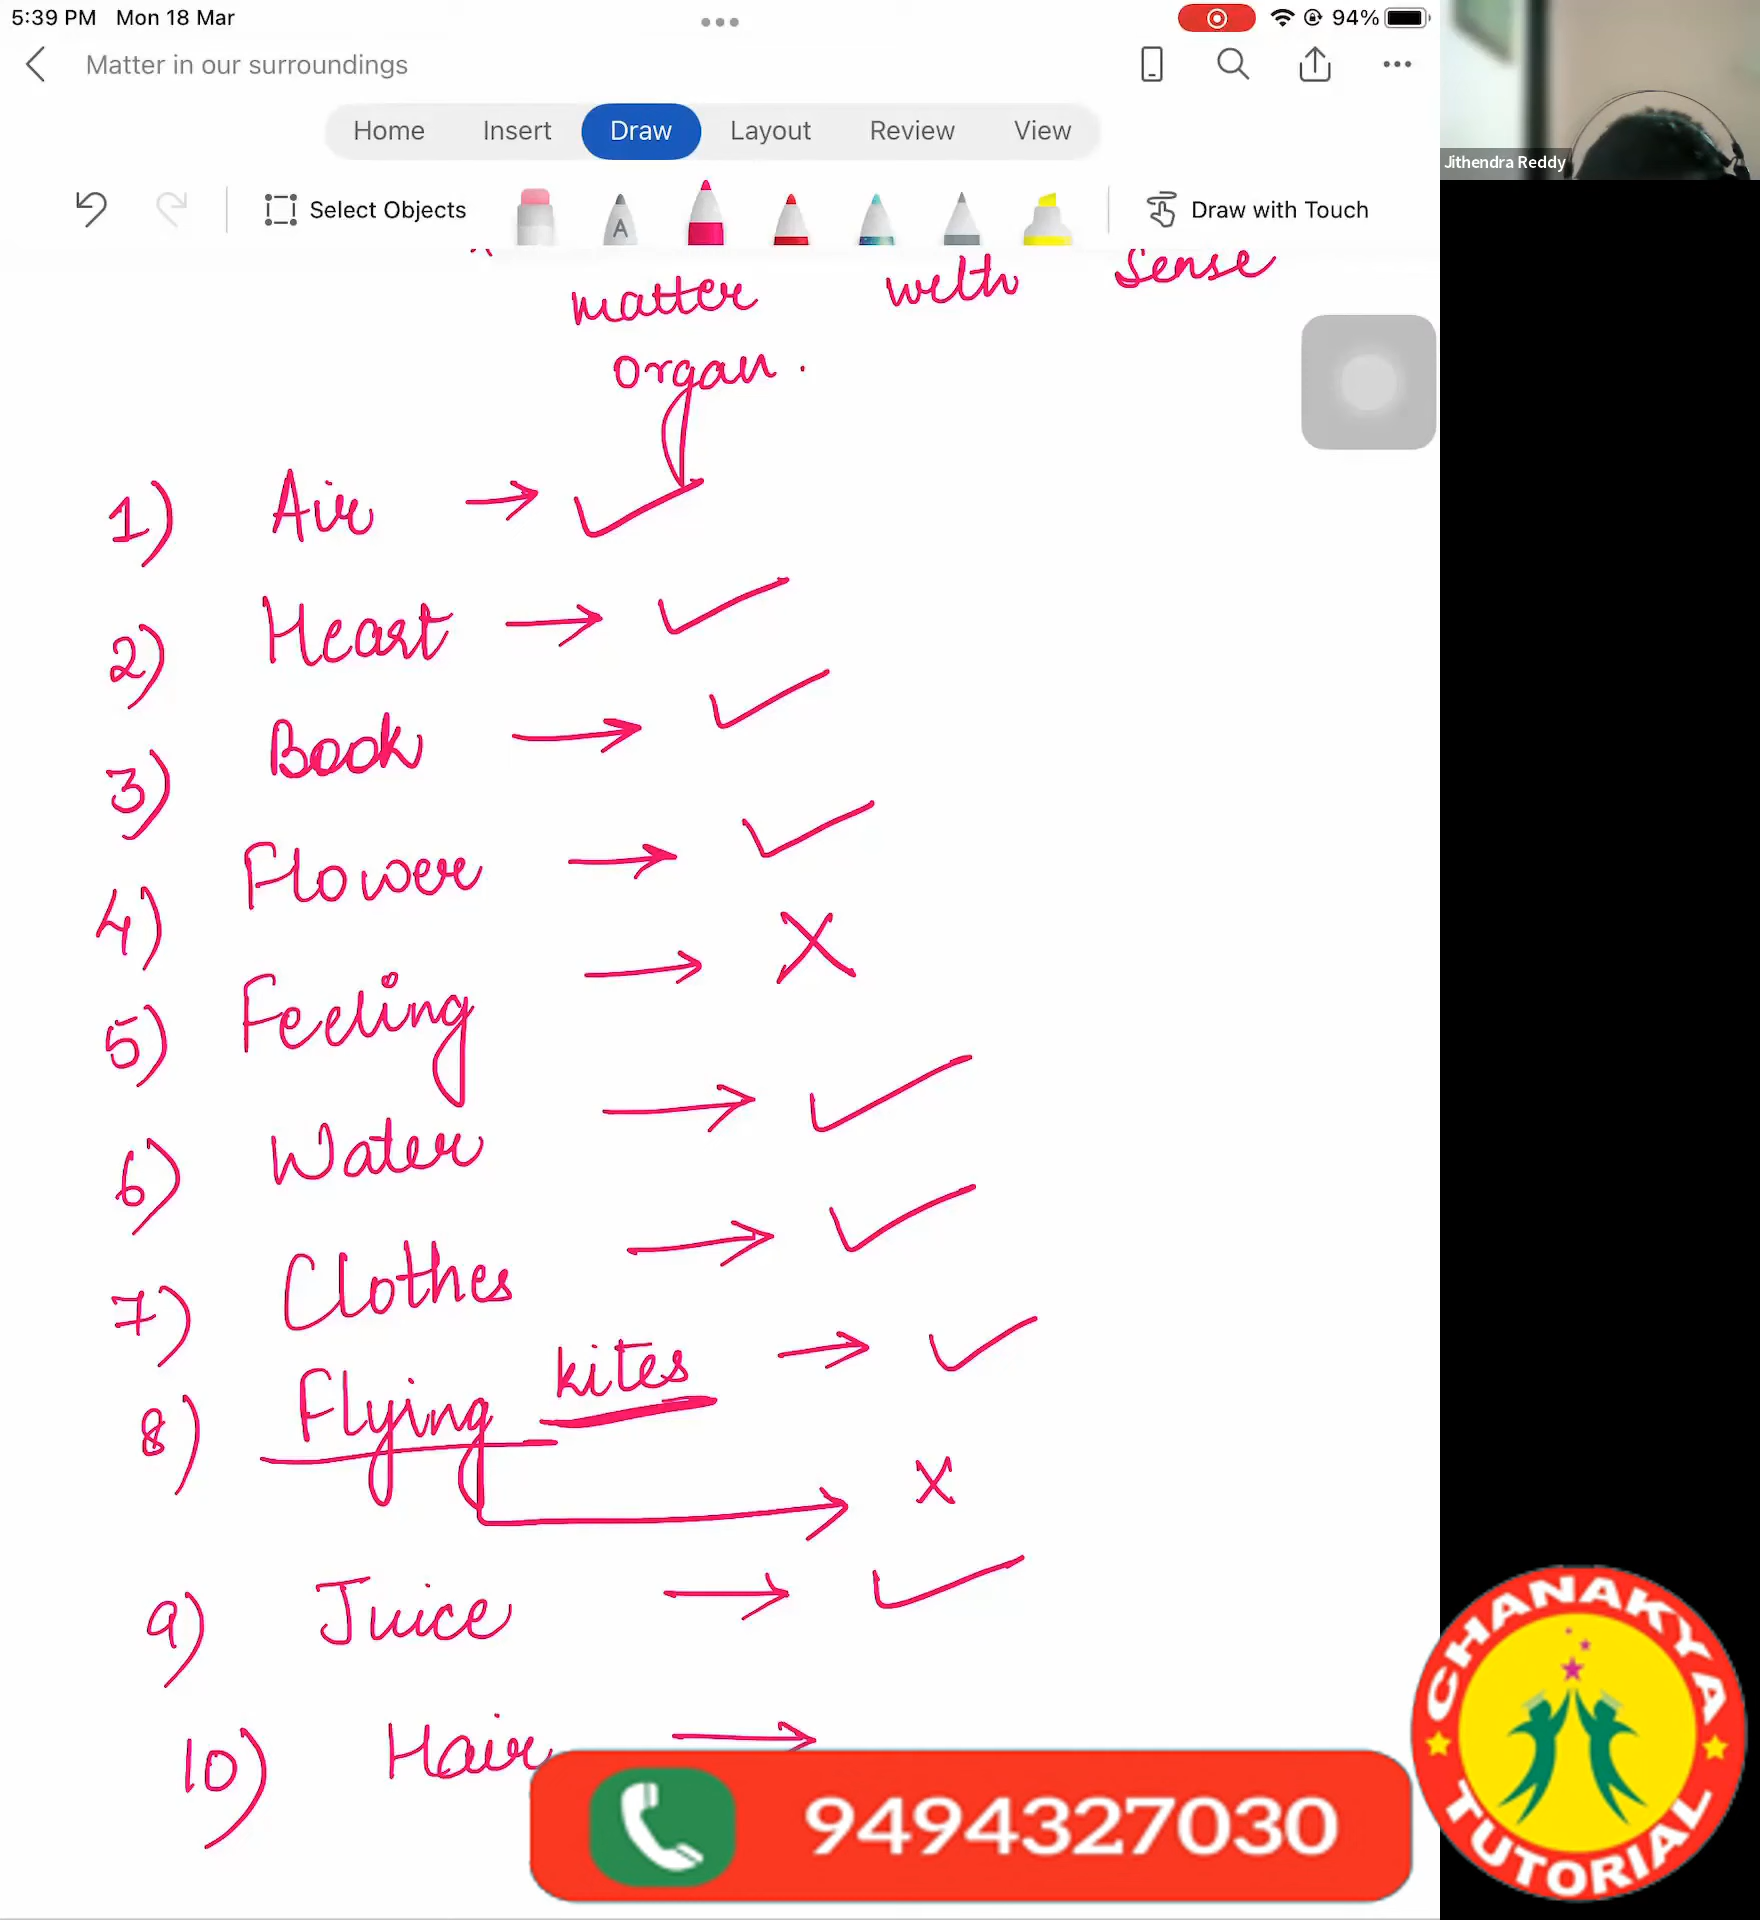 5:39 PM Mon 18 Mar
94%
Matter in our surroundings
Home Insert Draw Layout Review View
Select Objects
A
Draw with Touch
Jithendra Reddy
matter with sense
organ.
1) Air → ✓
2) Heart → ✓
3) Book → ✓
4) Flower → ✓
5) Feeling → X
6) Water → ✓
7) Clothes → ✓
8) Flying kites → ✓
→ X
9) Juice → ✓
10) Hair →
9494327030
CHANAKYA
TUTORIAL